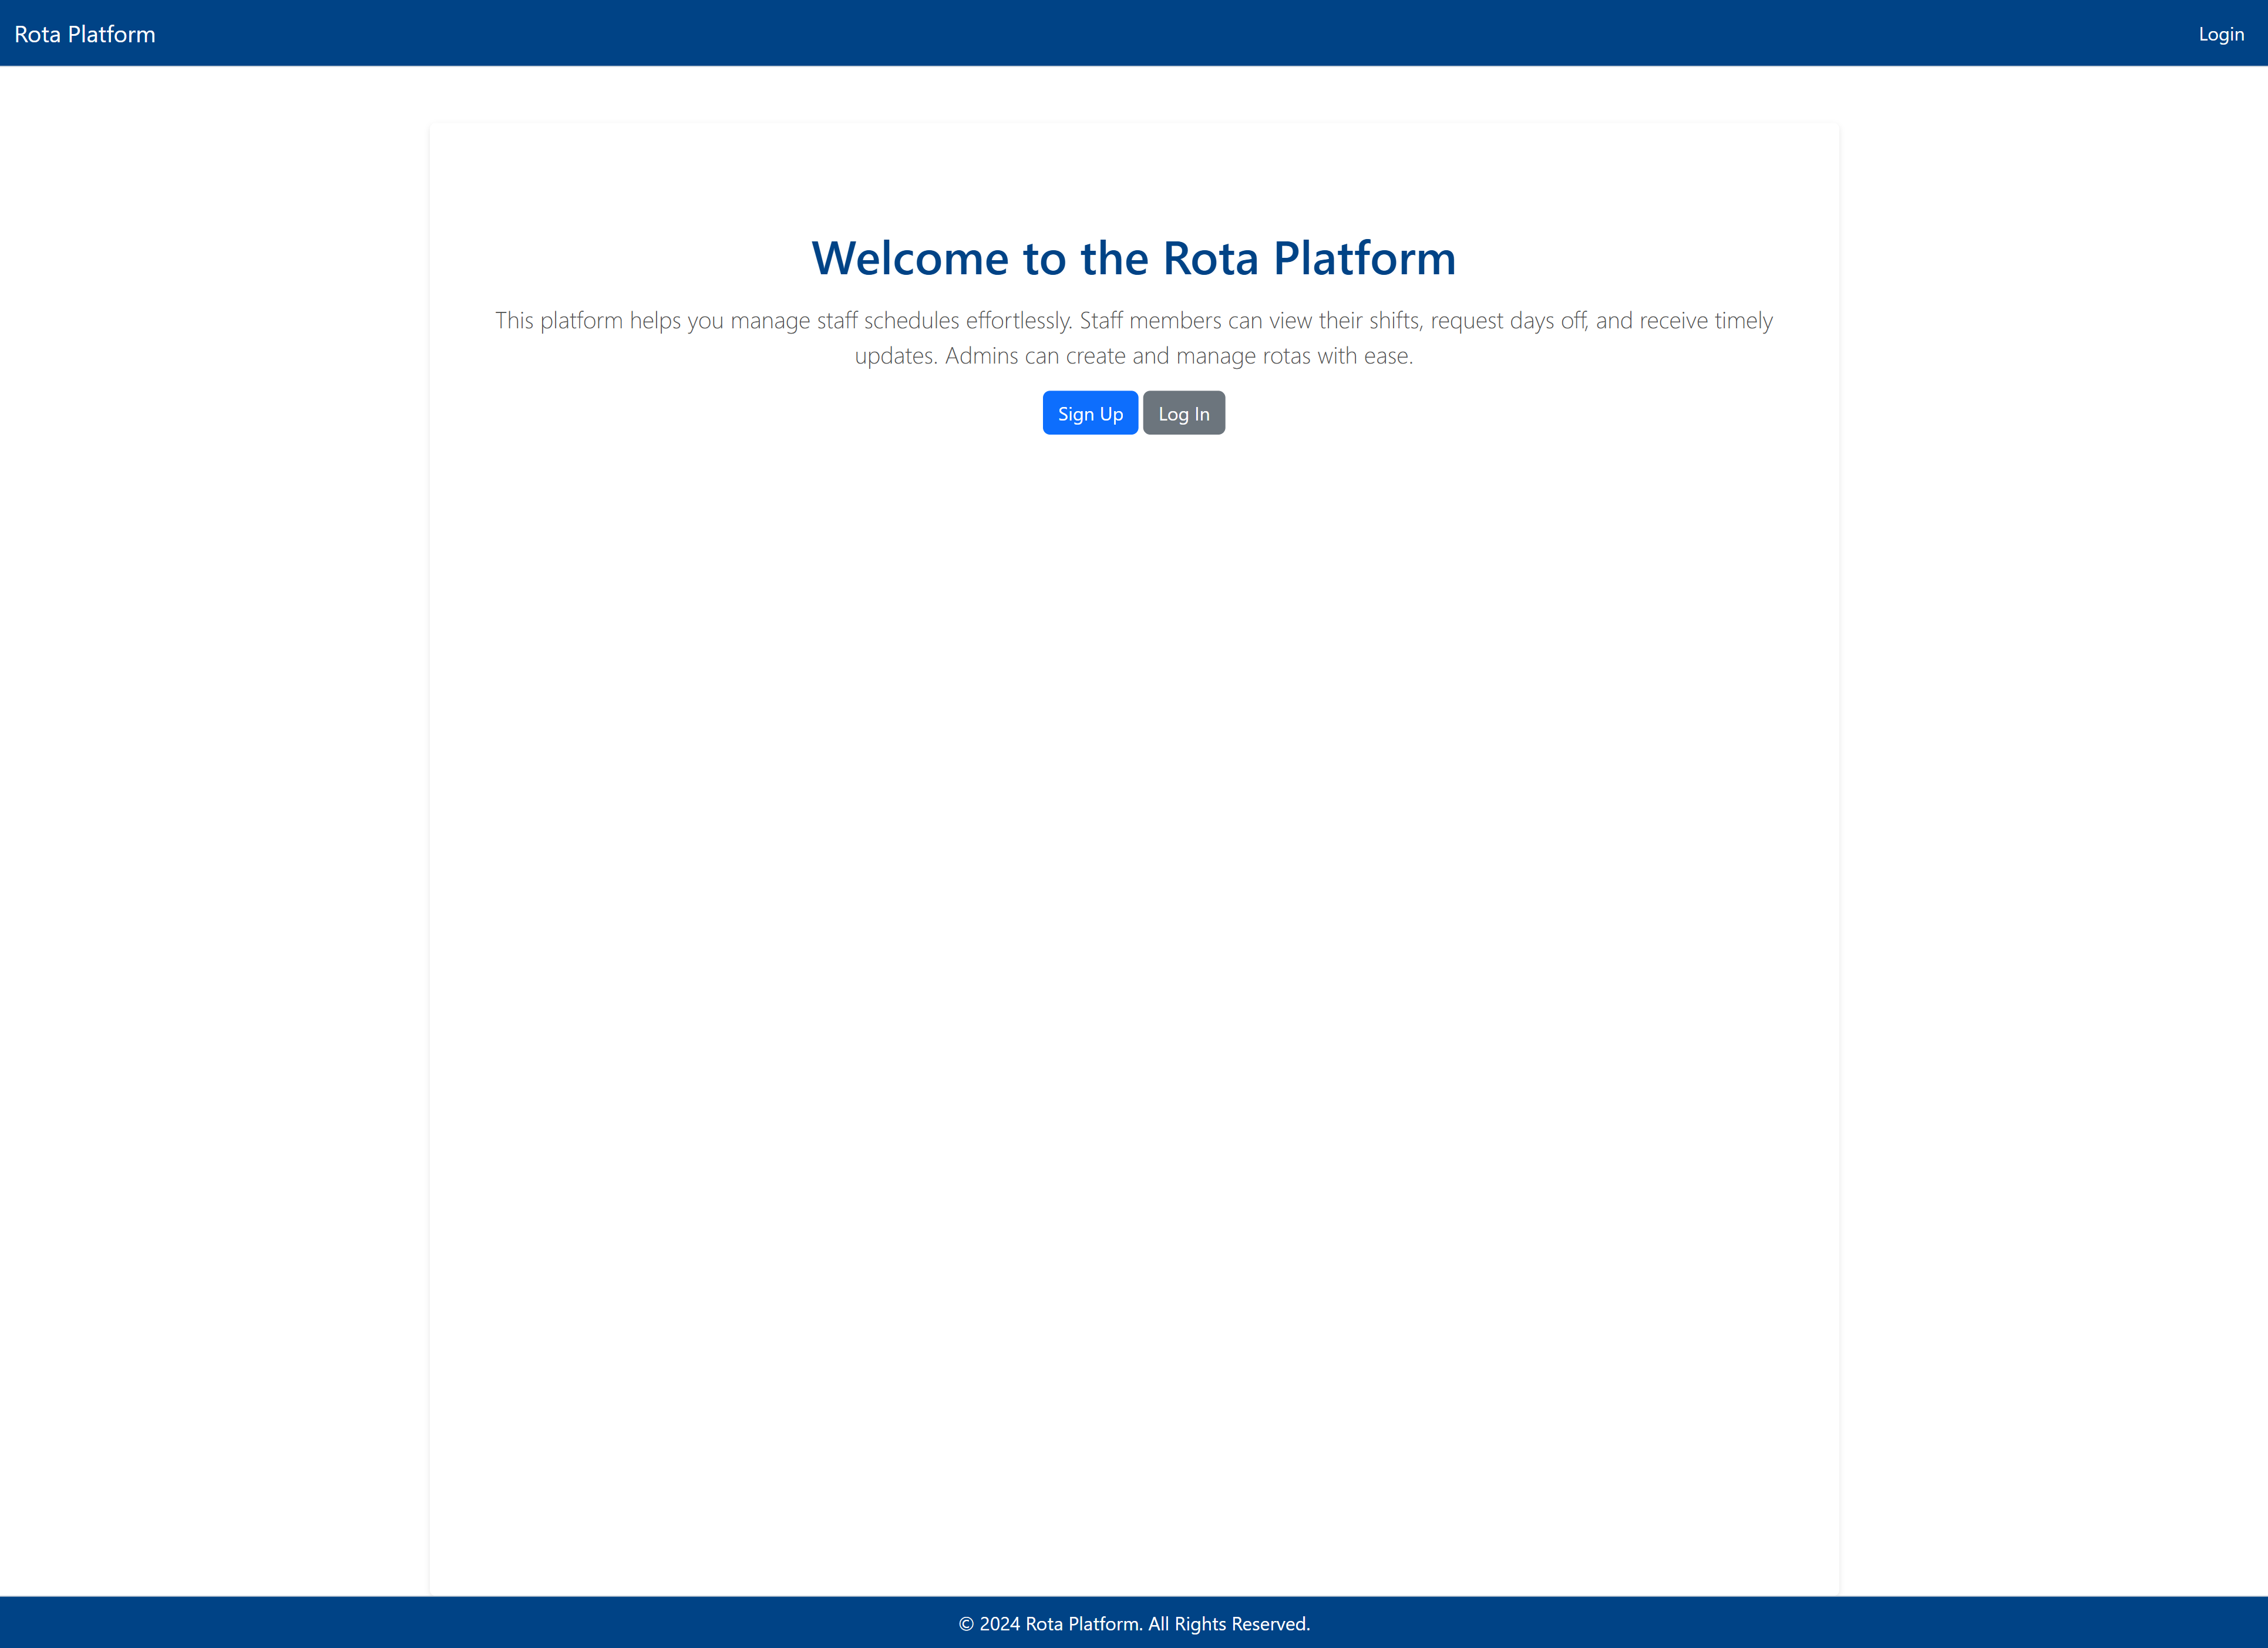 Rota Platform
Login
Welcome to the Rota Platform
This platform helps you manage staff schedules effortlessly. Staff members can view their shifts, request days off, and receive timely
updates. Admins can create and manage rotas with ease.
Sign Up
Log In
© 2024 Rota Platform. All Rights Reserved.